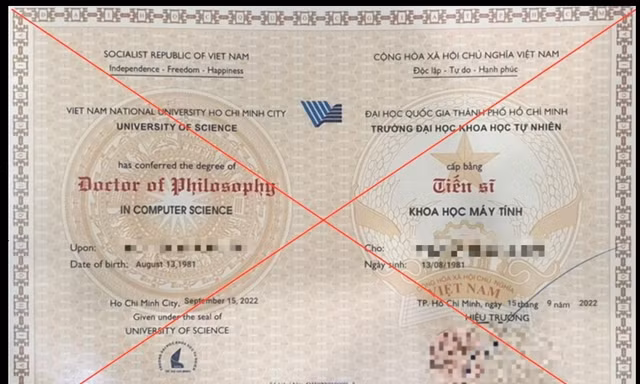 SOCIALIST REPUBLIC OF VIET NAM
Independence - Freedom - Happiness
VIET NAM NATIONAL UNIVERSITY HO CHI MINH CITY
UNIVERSITY OF SCIENCE
has conferred the degree of
Doctor of Philosophy
IN COMPUTER SCIENCE
Upon:
Date of birth: August 13,1981
Ho Chi Minh City, September 15, 2022
Given under the seal of
UNIVERSITY OF SCIENCE
CỘNG HÒA XÃ HỘI CHỦ NGHĨA VIỆT NAM
Độc lập - Tự do - Hạnh phúc
ĐẠI HỌC QUỐC GIA THÀNH PHỐ HỒ CHÍ MINH
TRƯỜNG ĐẠI HỌC KHOA HỌC TỰ NHIÊN
cấp bằng
Tiến sĩ
KHOA HỌC MÁY TÍNH
Cho:
Ngày sinh: 13/08/1981
VIỆT NAM
TP. Hồ Chí Minh, ngày 15 tháng 9 năm 2022
HIỆU TRƯỞNG